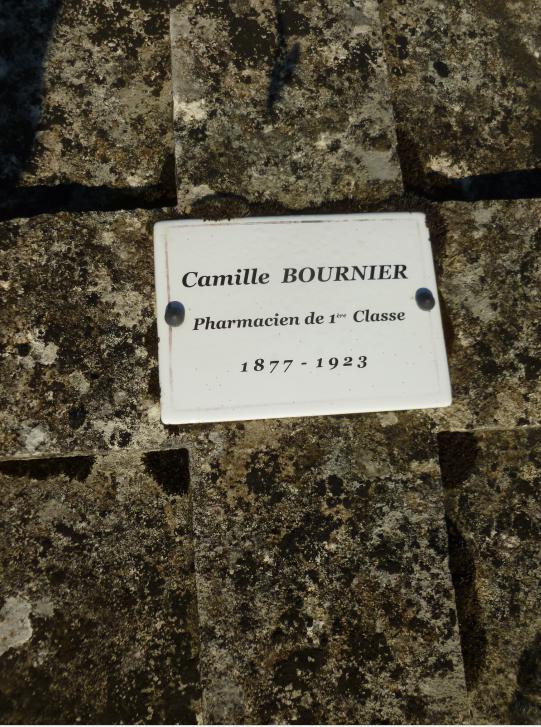 Camille BOURNIER
Pharmacien de 1ère Classe
1877 - 1923